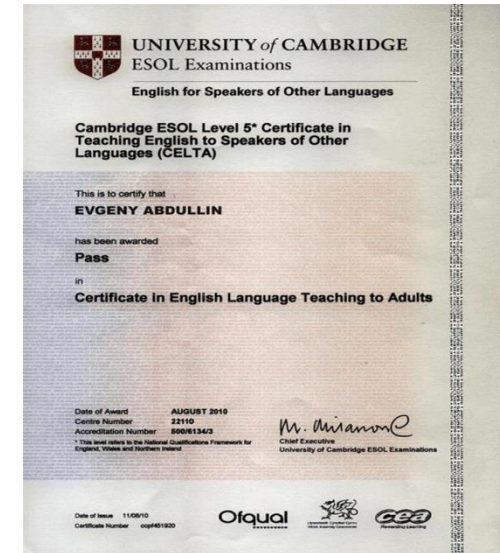 UNIVERSITY of CAMBRIDGE
ESOL Examinations
English for Speakers of Other Languages
Cambridge ESOL Level 5* Certificate in
Teaching English to Speakers of Other
Languages (CELTA)
This is to certify that
EVGENY ABDULLIN
has been awarded
Pass
in
Certificate in English Language Teaching to Adults
Date of Award AUGUST 2010
Centre Number 22110
Accreditation Number 500/6134/3
* This level refers to the National Qualifications Framework for
England, Wales and Northern Ireland
Chief Executive
University of Cambridge ESOL Examinations
Date of Issue 11/08/10
Certificate Number
Ofqual
cea
Rewarding Learning